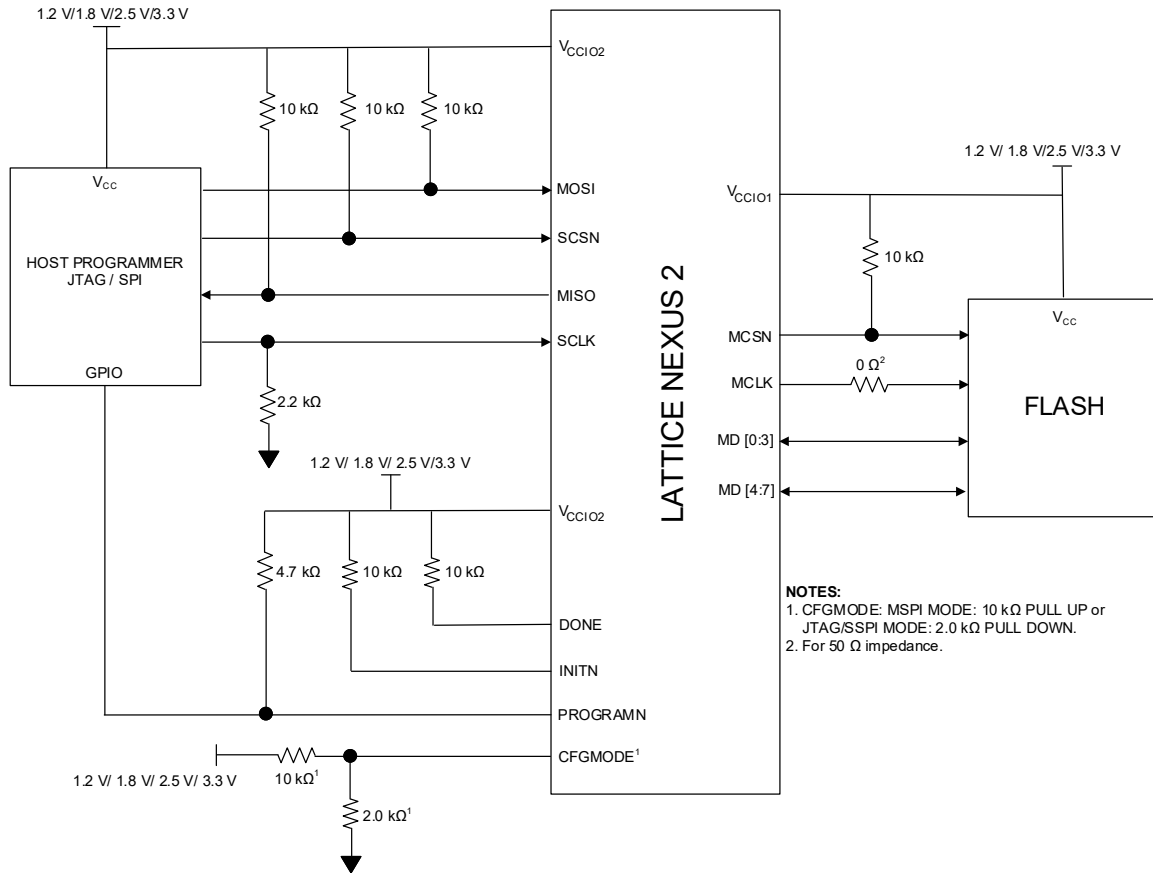 1.2 V/1.8 V/2.5 V/3.3 V
V_CCIO2
10 kΩ
10 kΩ
10 kΩ
V_CC
HOST PROGRAMMER
JTAG / SPI
GPIO
MOSI
SCSN
MISO
SCLK
2.2 kΩ
1.2 V/ 1.8 V/ 2.5 V/3.3 V
V_CCIO2
4.7 kΩ
10 kΩ
10 kΩ
DONE
INITN
PROGRAMN
CFGMODE¹
1.2 V/ 1.8 V/ 2.5 V/ 3.3 V
10 kΩ¹
2.0 kΩ¹
LATTICE NEXUS 2
1.2 V/ 1.8 V/2.5 V/3.3 V
V_CCIO1
10 kΩ
MCSN
0 Ω²
MCLK
MD [0:3]
MD [4:7]
V_CC
FLASH
NOTES:
1. CFGMODE: MSPI MODE: 10 kΩ PULL UP or
JTAG/SSPI MODE: 2.0 kΩ PULL DOWN.
2. For 50 Ω impedance.